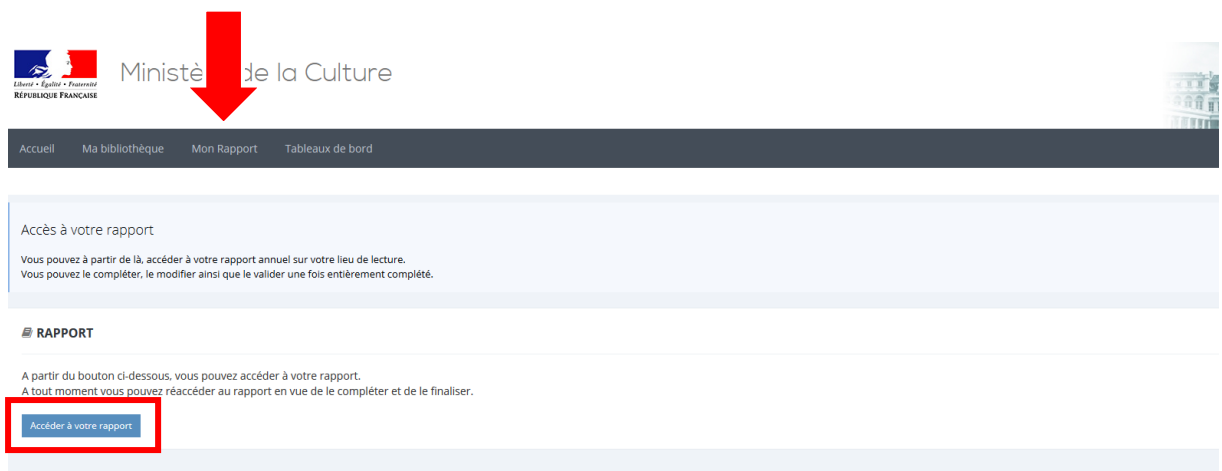 Liberté • Égalité • Fraternité
RÉPUBLIQUE FRANÇAISE
Ministè de la Culture
Accueil Ma bibliothèque Mon Rapport Tableaux de bord
Accès à votre rapport
Vous pouvez à partir de là, accéder à votre rapport annuel sur votre lieu de lecture.
Vous pouvez le compléter, le modifier ainsi que le valider une fois entièrement complété.
RAPPORT
A partir du bouton ci-dessous, vous pouvez accéder à votre rapport.
A tout moment vous pouvez réaccéder au rapport en vue de le compléter et de le finaliser.
Accéder à votre rapport